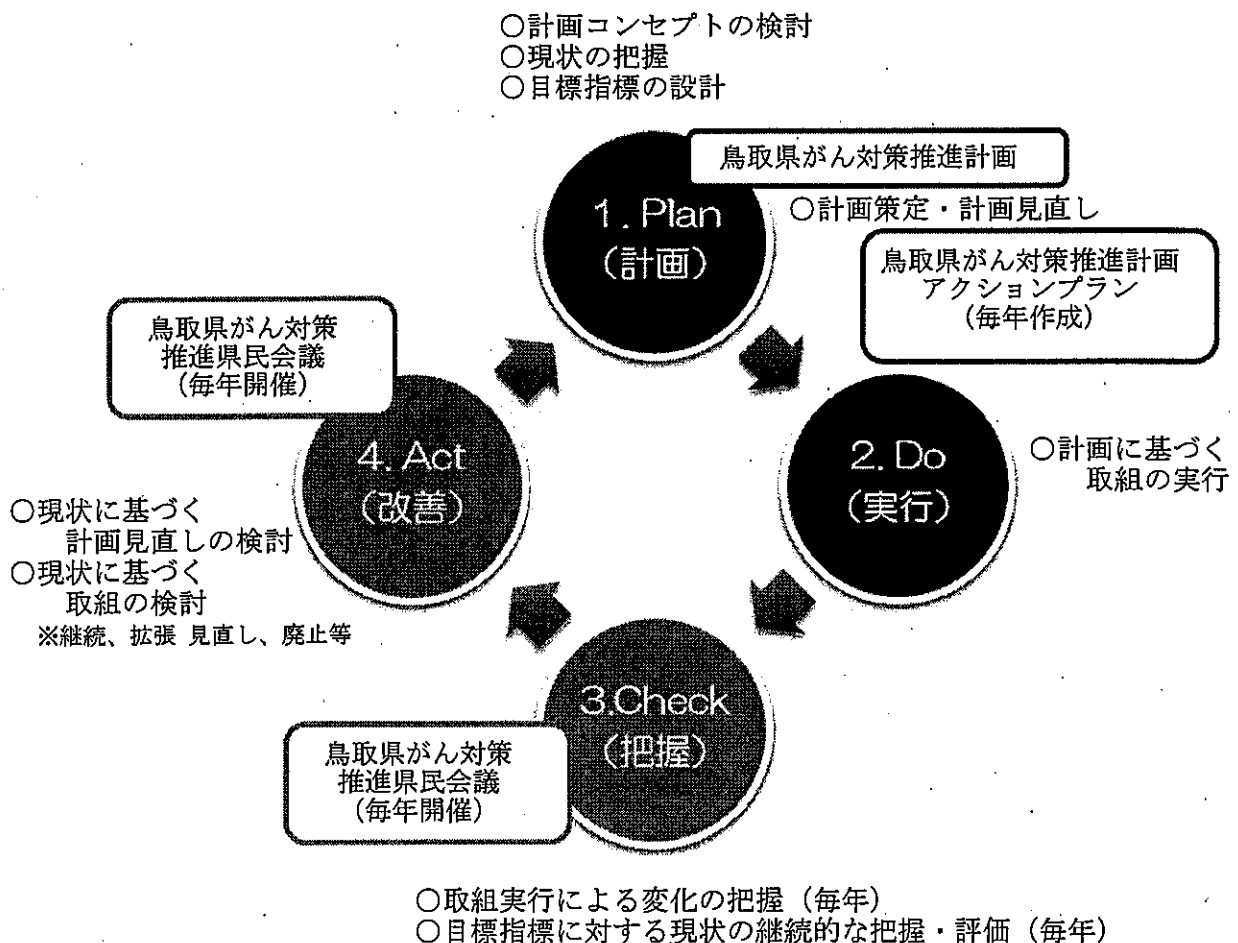 ○計画コンセプトの検討
○現状の把握
○目標指標の設計
鳥取県がん対策推進計画
1. Plan
（計画）
○計画策定・計画見直し
鳥取県がん対策推進計画
アクションプラン
（毎年作成）
2. Do
（実行）
○計画に基づく
取組の実行
3.Check
（把握）
鳥取県がん対策
推進県民会議
（毎年開催）
○取組実行による変化の把握（毎年）
○目標指標に対する現状の継続的な把握・評価（毎年）
鳥取県がん対策
推進県民会議
（毎年開催）
4. Act
（改善）
○現状に基づく
計画見直しの検討
○現状に基づく
取組の検討
※継続、拡張 見直し、廃止等